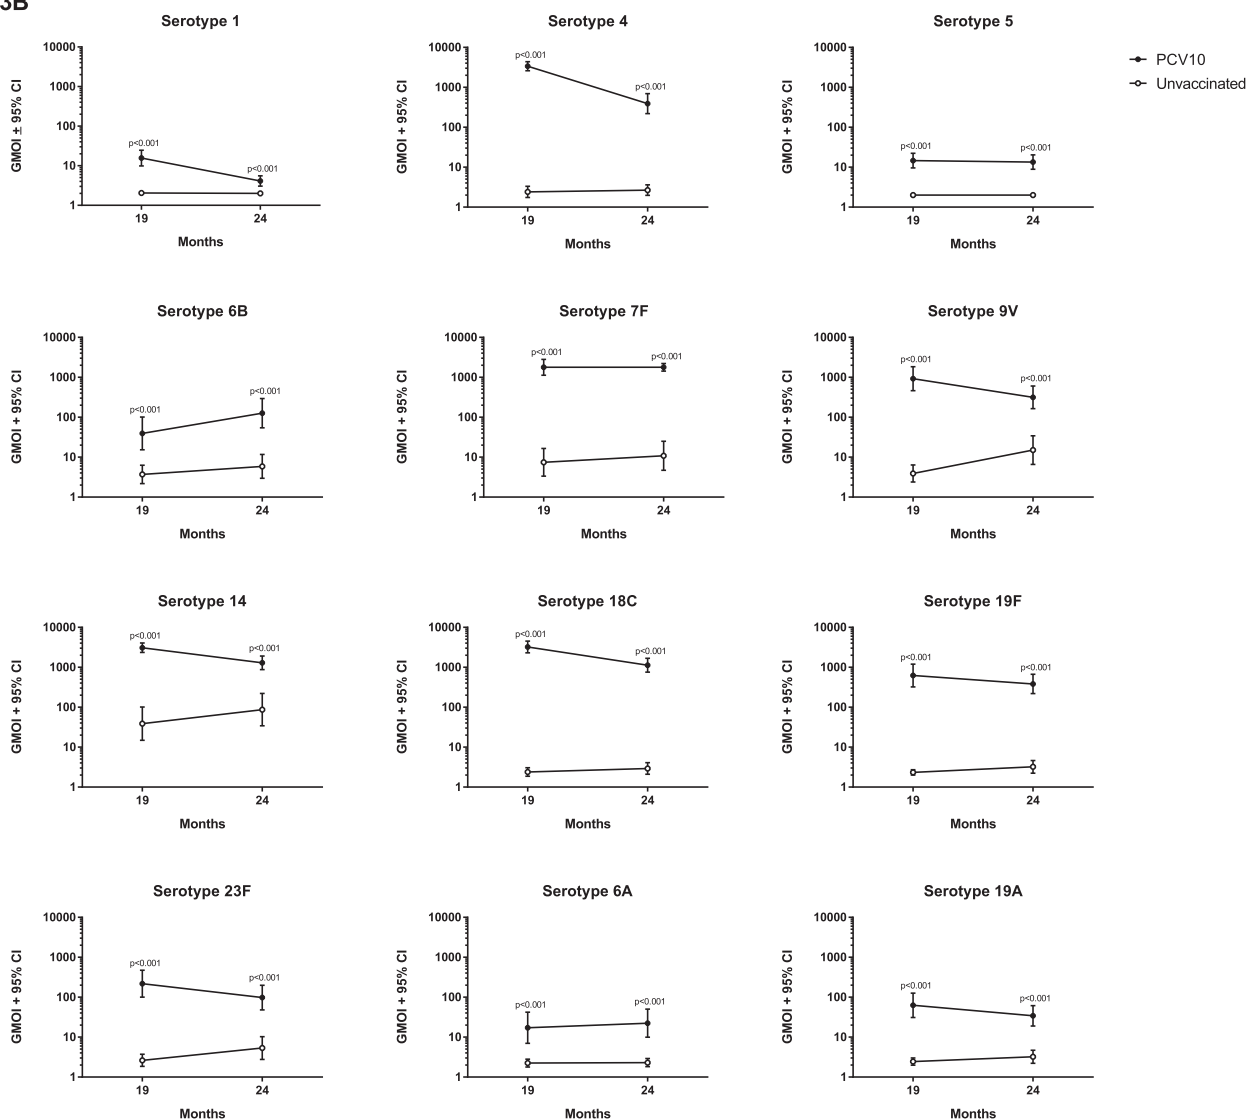 3B
Serotype 1
Serotype 4
Serotype 5
PCV10
Unvaccinated
GMOI ± 95% CI
10000
1000
100
10
1
p<0.001
p<0.001
19
24
Months
GMOI + 95% CI
10000
1000
100
10
1
p<0.001
p<0.001
19
24
Months
GMOI + 95% CI
10000
1000
100
10
1
p<0.001
p<0.001
19
24
Months
Serotype 6B
Serotype 7F
Serotype 9V
GMOI + 95% CI
10000
1000
100
10
1
p<0.001
p<0.001
19
24
Months
GMOI + 95% CI
10000
1000
100
10
1
p<0.001
p<0.001
19
24
Months
GMOI + 95% CI
10000
1000
100
10
1
p<0.001
p<0.001
19
24
Months
Serotype 14
Serotype 18C
Serotype 19F
GMOI + 95% CI
10000
1000
100
10
1
p<0.001
p<0.001
19
24
Months
GMOI + 95% CI
10000
1000
100
10
1
p<0.001
p<0.001
19
24
Months
GMOI + 95% CI
10000
1000
100
10
1
p<0.001
p<0.001
19
24
Months
Serotype 23F
Serotype 6A
Serotype 19A
GMOI + 95% CI
10000
1000
100
10
1
p<0.001
p<0.001
19
24
Months
GMOI + 95% CI
10000
1000
100
10
1
p<0.001
p<0.001
19
24
Months
GMOI + 95% CI
10000
1000
100
10
1
p<0.001
p<0.001
19
24
Months